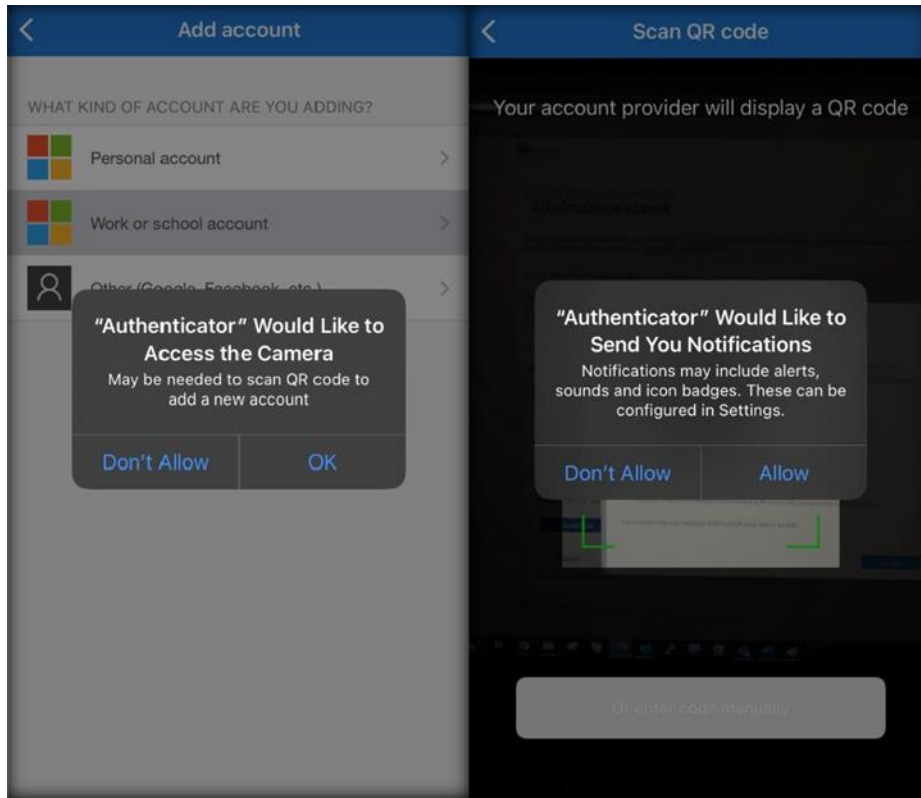 Add account
WHAT KIND OF ACCOUNT ARE YOU ADDING?
Personal account
Work or school account
Other (Google, Facebook, etc.)
“Authenticator” Would Like to
Access the Camera
May be needed to scan QR code to
add a new account
Don't Allow
OK
Scan QR code
Your account provider will display a QR code
“Authenticator” Would Like to
Send You Notifications
Notifications may include alerts,
sounds and icon badges. These can be
configured in Settings.
Don't Allow
Allow
Or enter code manually